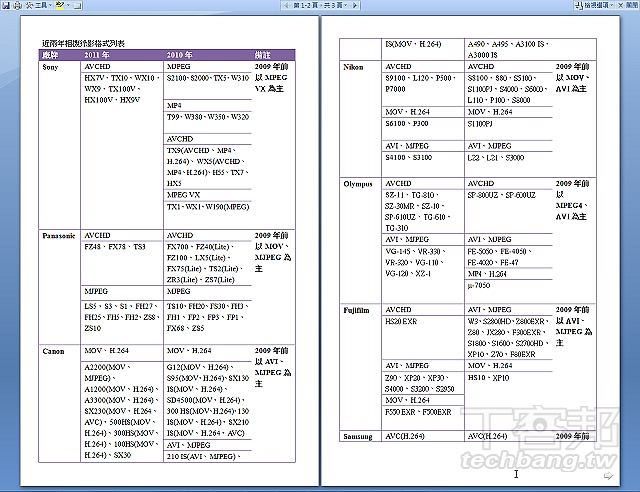 工具
第 1-2 頁，共 3 頁
檢視選項
關閉
近兩年相機錄影格式列表
廠牌 2011 年 2010 年 備註
Sony AVCHD MJPEG 2009 年前
HX7V、TX10、WX10、 S2100、S2000、TX5、W310 以 MPEG
WX9、TX100V、 VX 為主
HX100V、HX9V
MP4
T99、W380、W350、W320
AVCHD
TX9(AVCHD、MP4、
H.264)、WX5(AVCHD、
MP4、H.264)、H55、TX7、
HX5
MPEG VX
TX1、WX1、W190(MPEG)
Panasonic AVCHD AVCHD 2009 年前
FZ48、FX78、TS3 FX700、FZ40(Lite)、 以 MOV、
FZ100、LX5(Lite)、 MJPEG 為
FX75(Lite)、TS2(Lite)、 主
ZR3(Lite)、ZS7(Lite)
MJPEG MJPEG
LS5、S3、S1、FH27、 TS10、FH20、FS30、FH3、
FH25、FH5、FH2、ZS8、 FH1、FP2、FP3、FP1、
ZS10 FX68、ZS5
Canon MOV、H.264 MOV、H.264 2009 年前
A2200(MOV、 G12(MOV、H.264)、 以 AVI、
MJPEG)、 S95(MOV、H.264)、SX130 MJPEG 為
A1200(MOV、H.264)、 IS(MOV、H.264)、 主
A3300(MOV、H.264)、 SD4500(MOV、H.264)、
SX230(MOV、H.264、 300 HS(MOV、H.264)、130
AVC)、500HS(MOV、 IS(MOV、H.264)、SX210
H.264)、300HS(MOV、 IS(MOV、H.264、AVC)
H.264)、100HS(MOV、 AVI、MJPEG
H.264)、SX30 210 IS(AVI、MJPEG)、
IS(MOV、H.264) A490、A495、A3100 IS、
A3000 IS
Nikon AVCHD AVCHD 2009 年前
S9100、L120、P500、 S8100、S80、S5100、 以 MOV、
P7000 S1100PJ、S4000、S6000、 AVI 為主
L110、P100、S8000
MOV、H.264 MOV、H.264
S6100、P300 S1100PJ
AVI、MJPEG AVI、MJPEG
S4100、S3100 L22、L21、S3000
Olympus AVCHD AVCHD 2009 年前
SZ-11、TG-810、 SP-800UZ、SP-600UZ 以
SZ-30MR、SZ-10、 MPEG4、
SP-610UZ、TG-610、 AVI 為主
TG-310
AVI、MJPEG AVI、MJPEG
VG-145、VR-330、 FE-5050、FE-4050、
VR-320、VG-110、 FE-4020、FE-47
VG-120、XZ-1 MP4、H.264
μ-7050
Fujifilm AVCHD AVI、MJPEG 2009 年前
HS20 EXR W3、S2800HD、Z800EXR、 以 AVI、
Z80、JX280、F300EXR、 MJPEG 為
S1800、S1600、S2700HD、 主
XP10、Z70、F80EXR
AVI、MJPEG MOV、H.264
Z90、XP20、XP30、 HS10、XP10
S4000、S3200、S2950
MOV、H.264
F550 EXR、F500EXR
Samsung AVC(H.264) AVC(H.264) 2009 年前
T客邦
techbang.tw